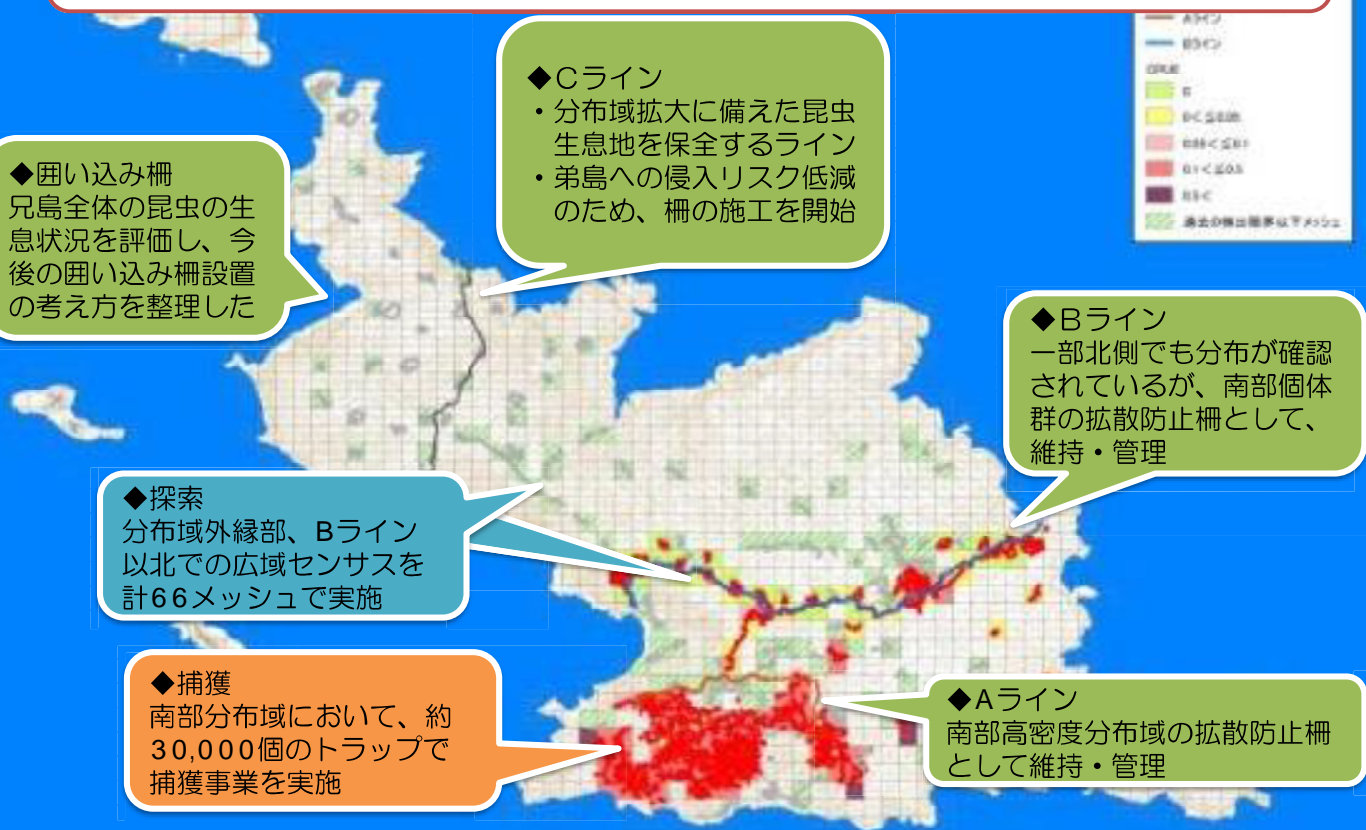 Aライン
Bライン
CPUE
0
◆Cライン
・分布域拡大に備えた昆虫
生息地を保全するライン
・弟島への侵入リスク低減
のため、柵の施工を開始
◆囲い込み柵
兄島全体の昆虫の生
息状況を評価し、今
後の囲い込み柵設置
の考え方を整理した
◆Bライン
一部北側でも分布が確認
されているが、南部個体
群の拡散防止柵として、
維持・管理
◆探索
分布域外縁部、Bライン
以北での広域センサスを
計66メッシュで実施
◆捕獲
南部分布域において、約
30,000個のトラップで
捕獲事業を実施
◆Aライン
南部高密度分布域の拡散防止柵
として維持・管理